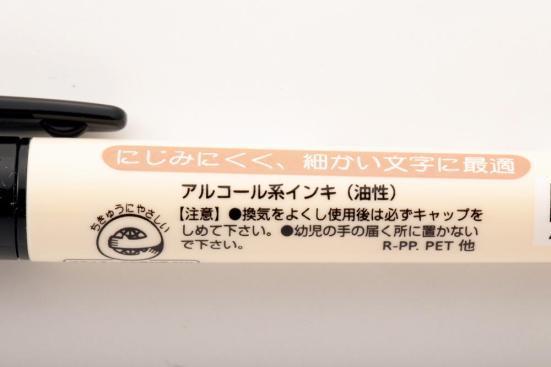 にじみにくく、細かい文字に最適
アルコール系インキ（油性）
ちきゅうにやさしい
【注意】●換気をよくし使用後は必ずキャップを
しめて下さい。●幼児の手の届く所に置かない
で下さい。
R-PP. PET 他